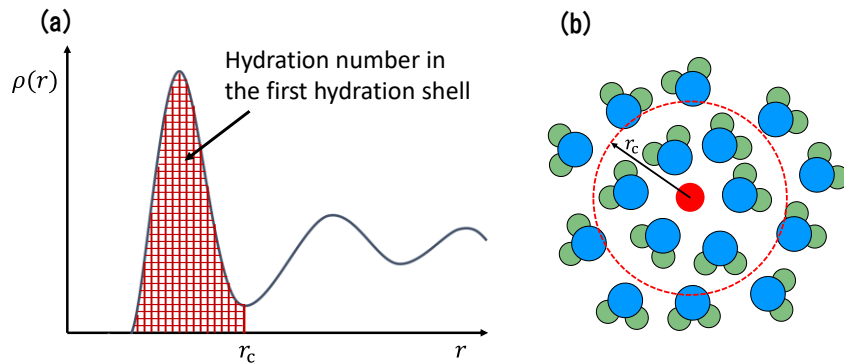 (a)
ρ(r)
Hydration number in
the first hydration shell
r_c
r
(b)
r_c